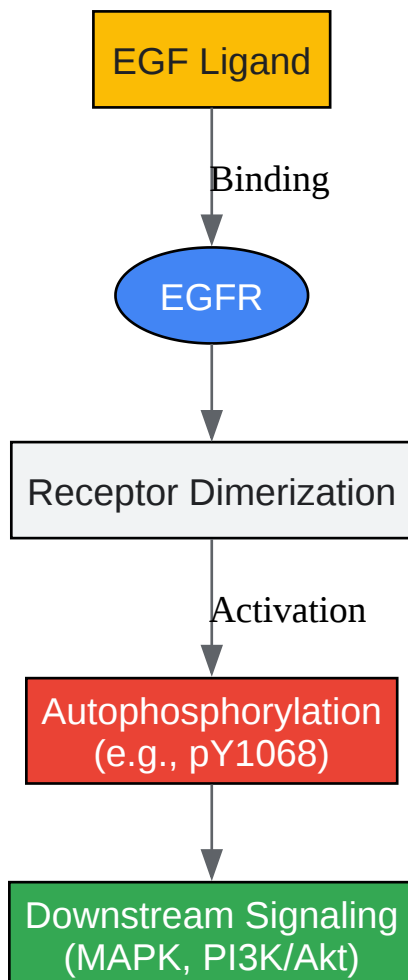 EGF Ligand
Binding
EGFR
Receptor Dimerization
Activation
Autophosphorylation
(e.g., pY1068)
Downstream Signaling
(MAPK, PI3K/Akt)